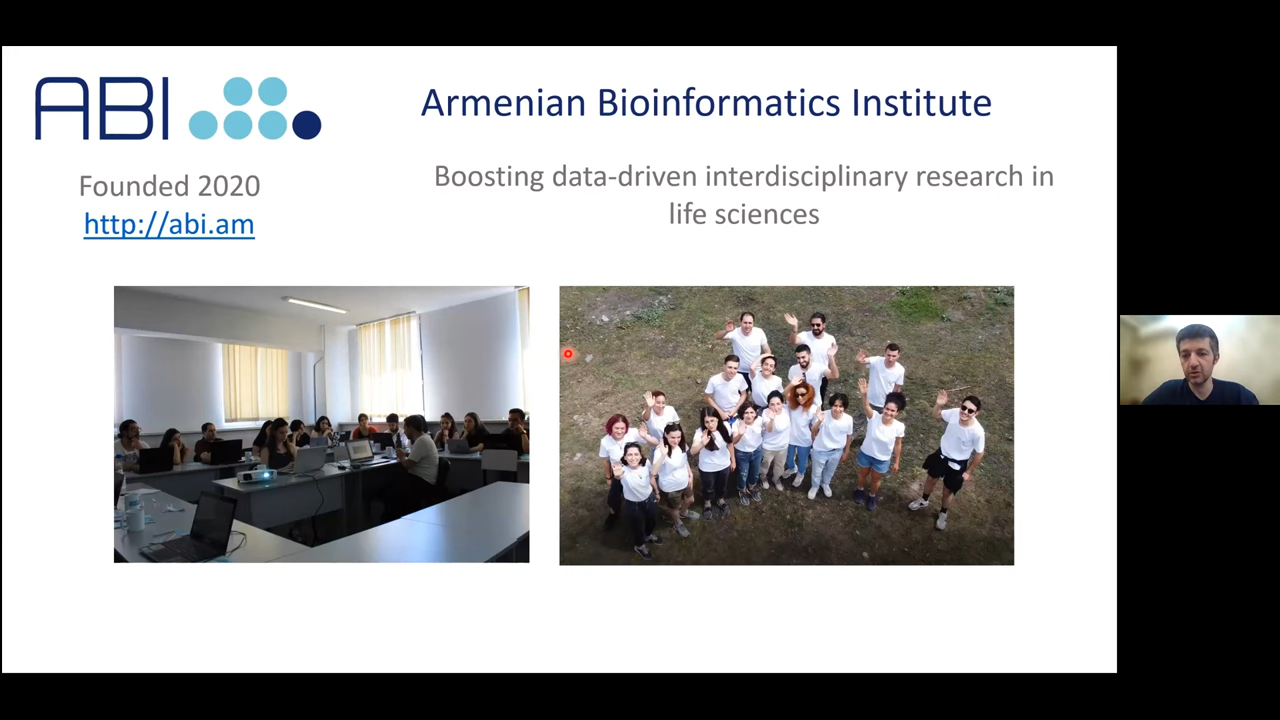 ABI
Armenian Bioinformatics Institute
Founded 2020
http://abi.am
Boosting data-driven interdisciplinary research in
life sciences